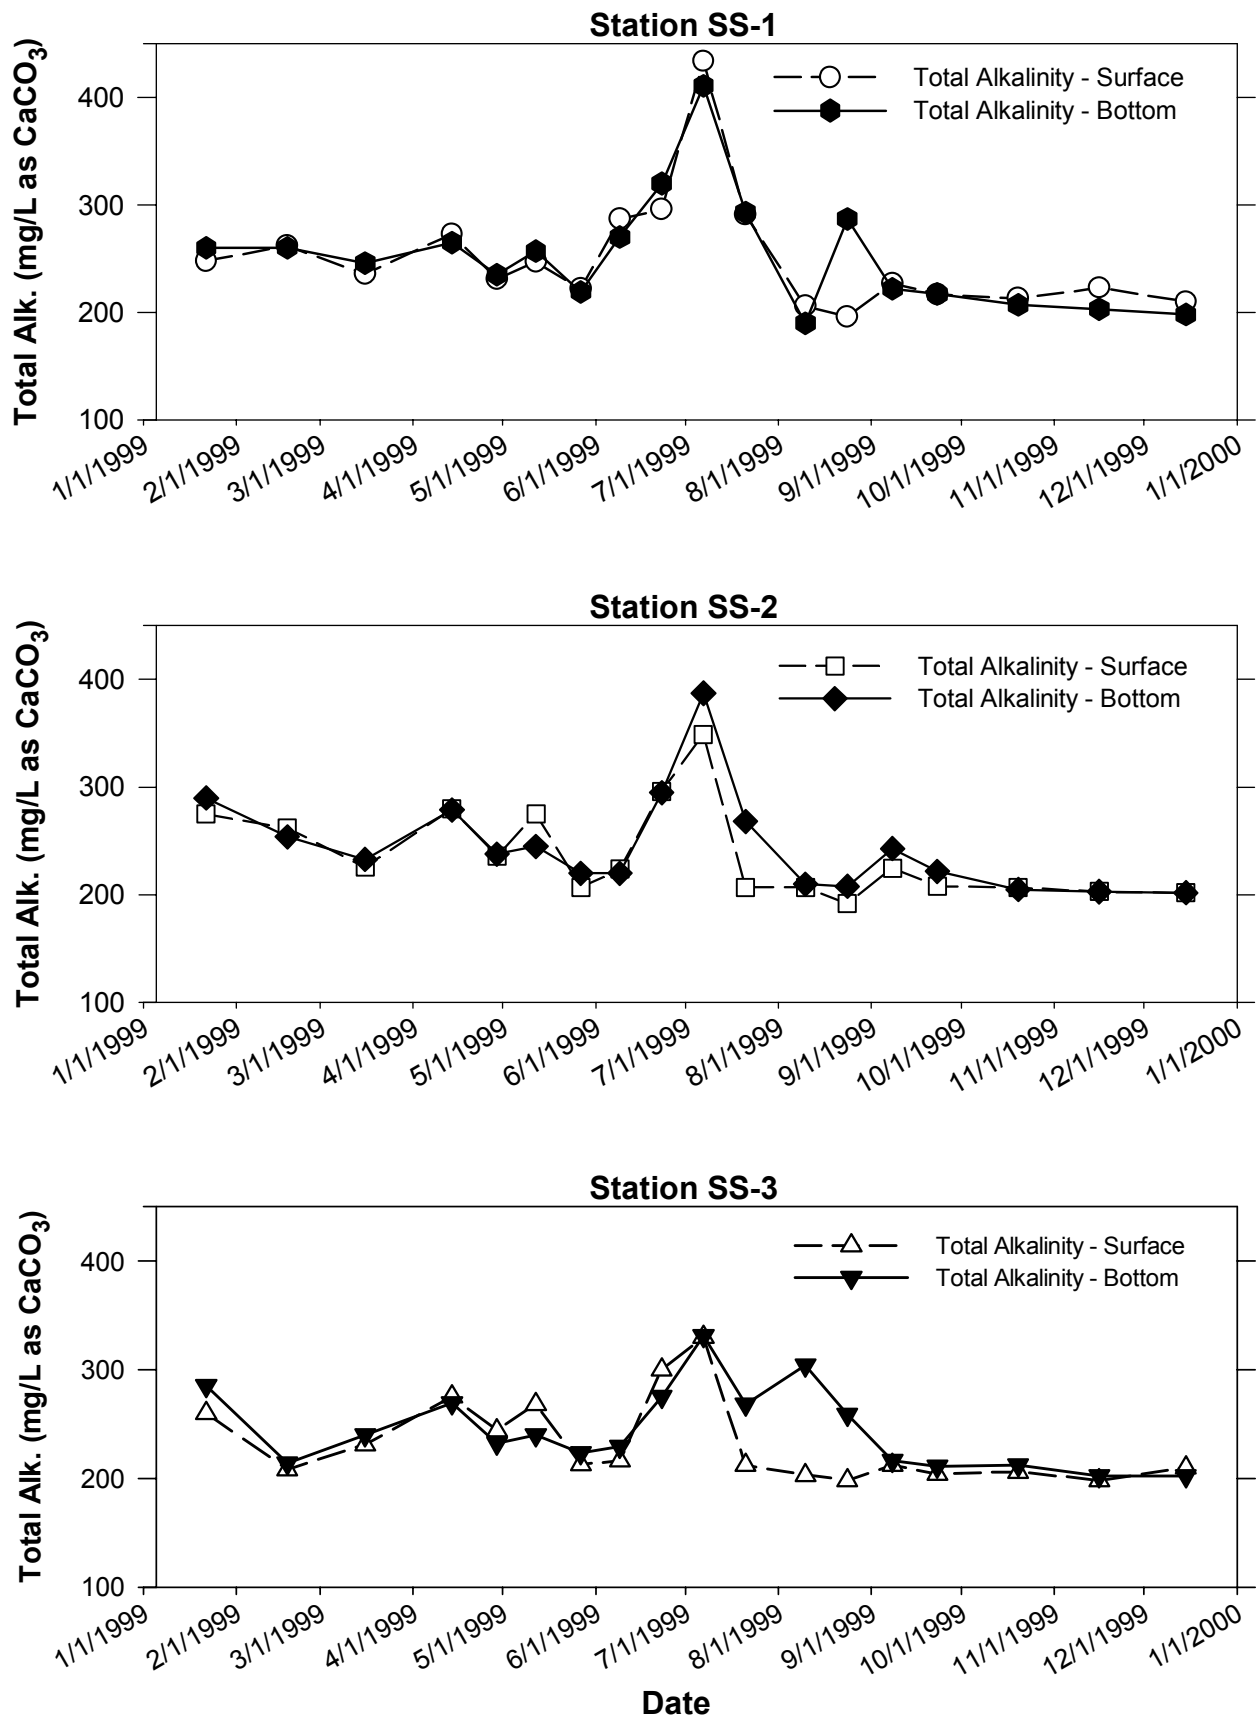 Station SS-1
Total Alk. (mg/L as CaCO3)
400
300
200
100
Total Alkalinity - Surface
Total Alkalinity - Bottom
1/1/1999 2/1/1999 3/1/1999 4/1/1999 5/1/1999 6/1/1999 7/1/1999 8/1/1999 9/1/1999 10/1/1999 11/1/1999 12/1/1999 1/1/2000
Station SS-2
Total Alk. (mg/L as CaCO3)
400
300
200
100
Total Alkalinity - Surface
Total Alkalinity - Bottom
1/1/1999 2/1/1999 3/1/1999 4/1/1999 5/1/1999 6/1/1999 7/1/1999 8/1/1999 9/1/1999 10/1/1999 11/1/1999 12/1/1999 1/1/2000
Station SS-3
Total Alk. (mg/L as CaCO3)
400
300
200
100
Total Alkalinity - Surface
Total Alkalinity - Bottom
1/1/1999 2/1/1999 3/1/1999 4/1/1999 5/1/1999 6/1/1999 7/1/1999 8/1/1999 9/1/1999 10/1/1999 11/1/1999 12/1/1999 1/1/2000
Date